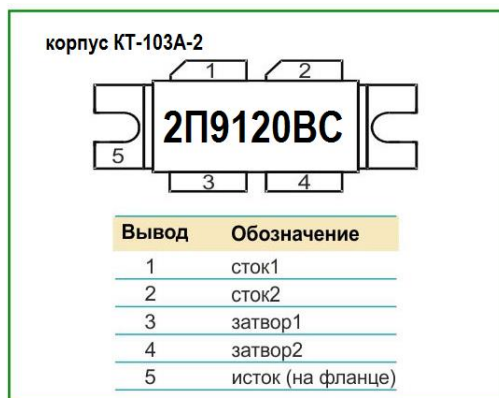 корпус КТ-103А-2
1 2
2П9120ВС
5
3 4
Вывод Обозначение
1 сток1
2 сток2
3 затвор1
4 затвор2
5 исток (на фланце)